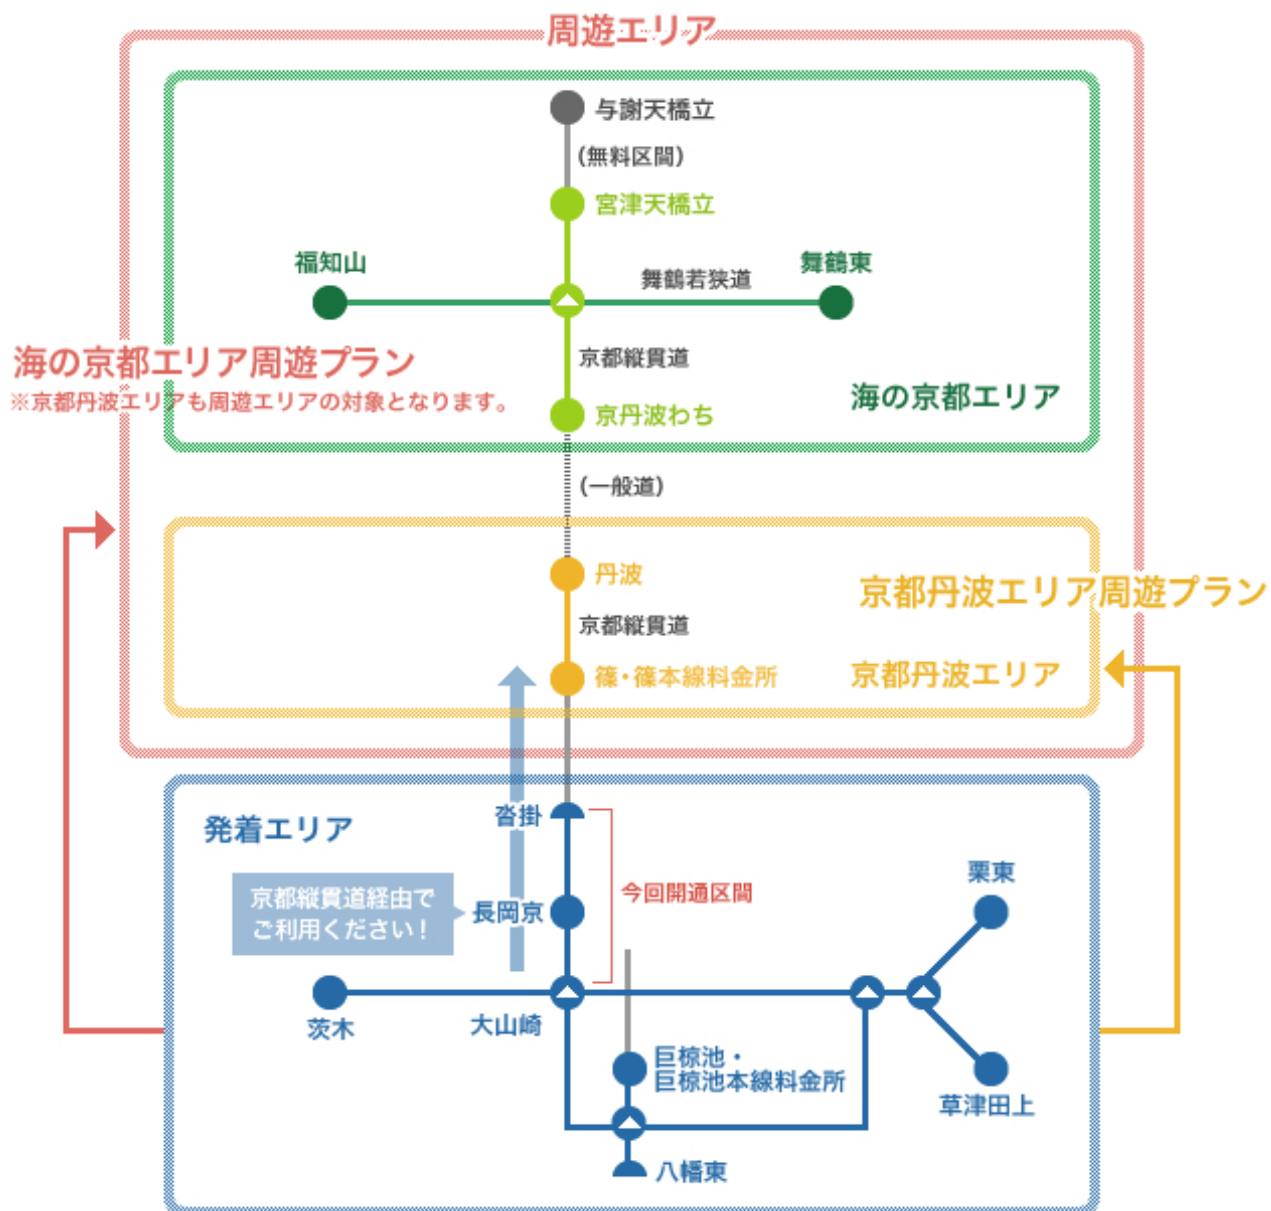 周遊エリア
与謝天橋立
(無料区間)
宮津天橋立
福知山
舞鶴東
舞鶴若狭道
海の京都エリア周遊プラン
※京都丹波エリアも周遊エリアの対象となります。
京都縦貫道
海の京都エリア
京丹波わち
(一般道)
丹波
京都丹波エリア周遊プラン
京都縦貫道
篠・篠本線料金所
京都丹波エリア
沓掛
発着エリア
今回開通区間
京都縦貫道経由で
ご利用ください!
長岡京
栗東
茨木
大山崎
巨椋池・
巨椋池本線料金所
草津田上
八幡東